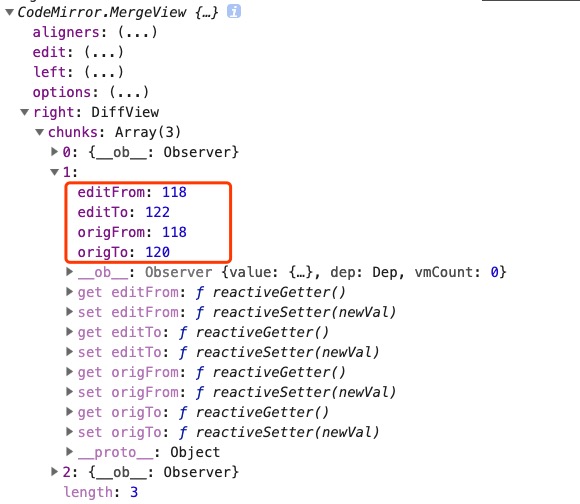 CodeMirror.MergeView {…} i
aligners: (...)
edit: (...)
left: (...)
options: (...)
right: DiffView
chunks: Array(3)
0: {__ob__: Observer}
1:
editFrom: 118
editTo: 122
origFrom: 118
origTo: 120
__ob__: Observer {value: {…}, dep: Dep, vmCount: 0}
get editFrom: ƒ reactiveGetter()
set editFrom: ƒ reactiveSetter(newVal)
get editTo: ƒ reactiveGetter()
set editTo: ƒ reactiveSetter(newVal)
get origFrom: ƒ reactiveGetter()
set origFrom: ƒ reactiveSetter(newVal)
get origTo: ƒ reactiveGetter()
set origTo: ƒ reactiveSetter(newVal)
__proto__: Object
2: {__ob__: Observer}
length: 3